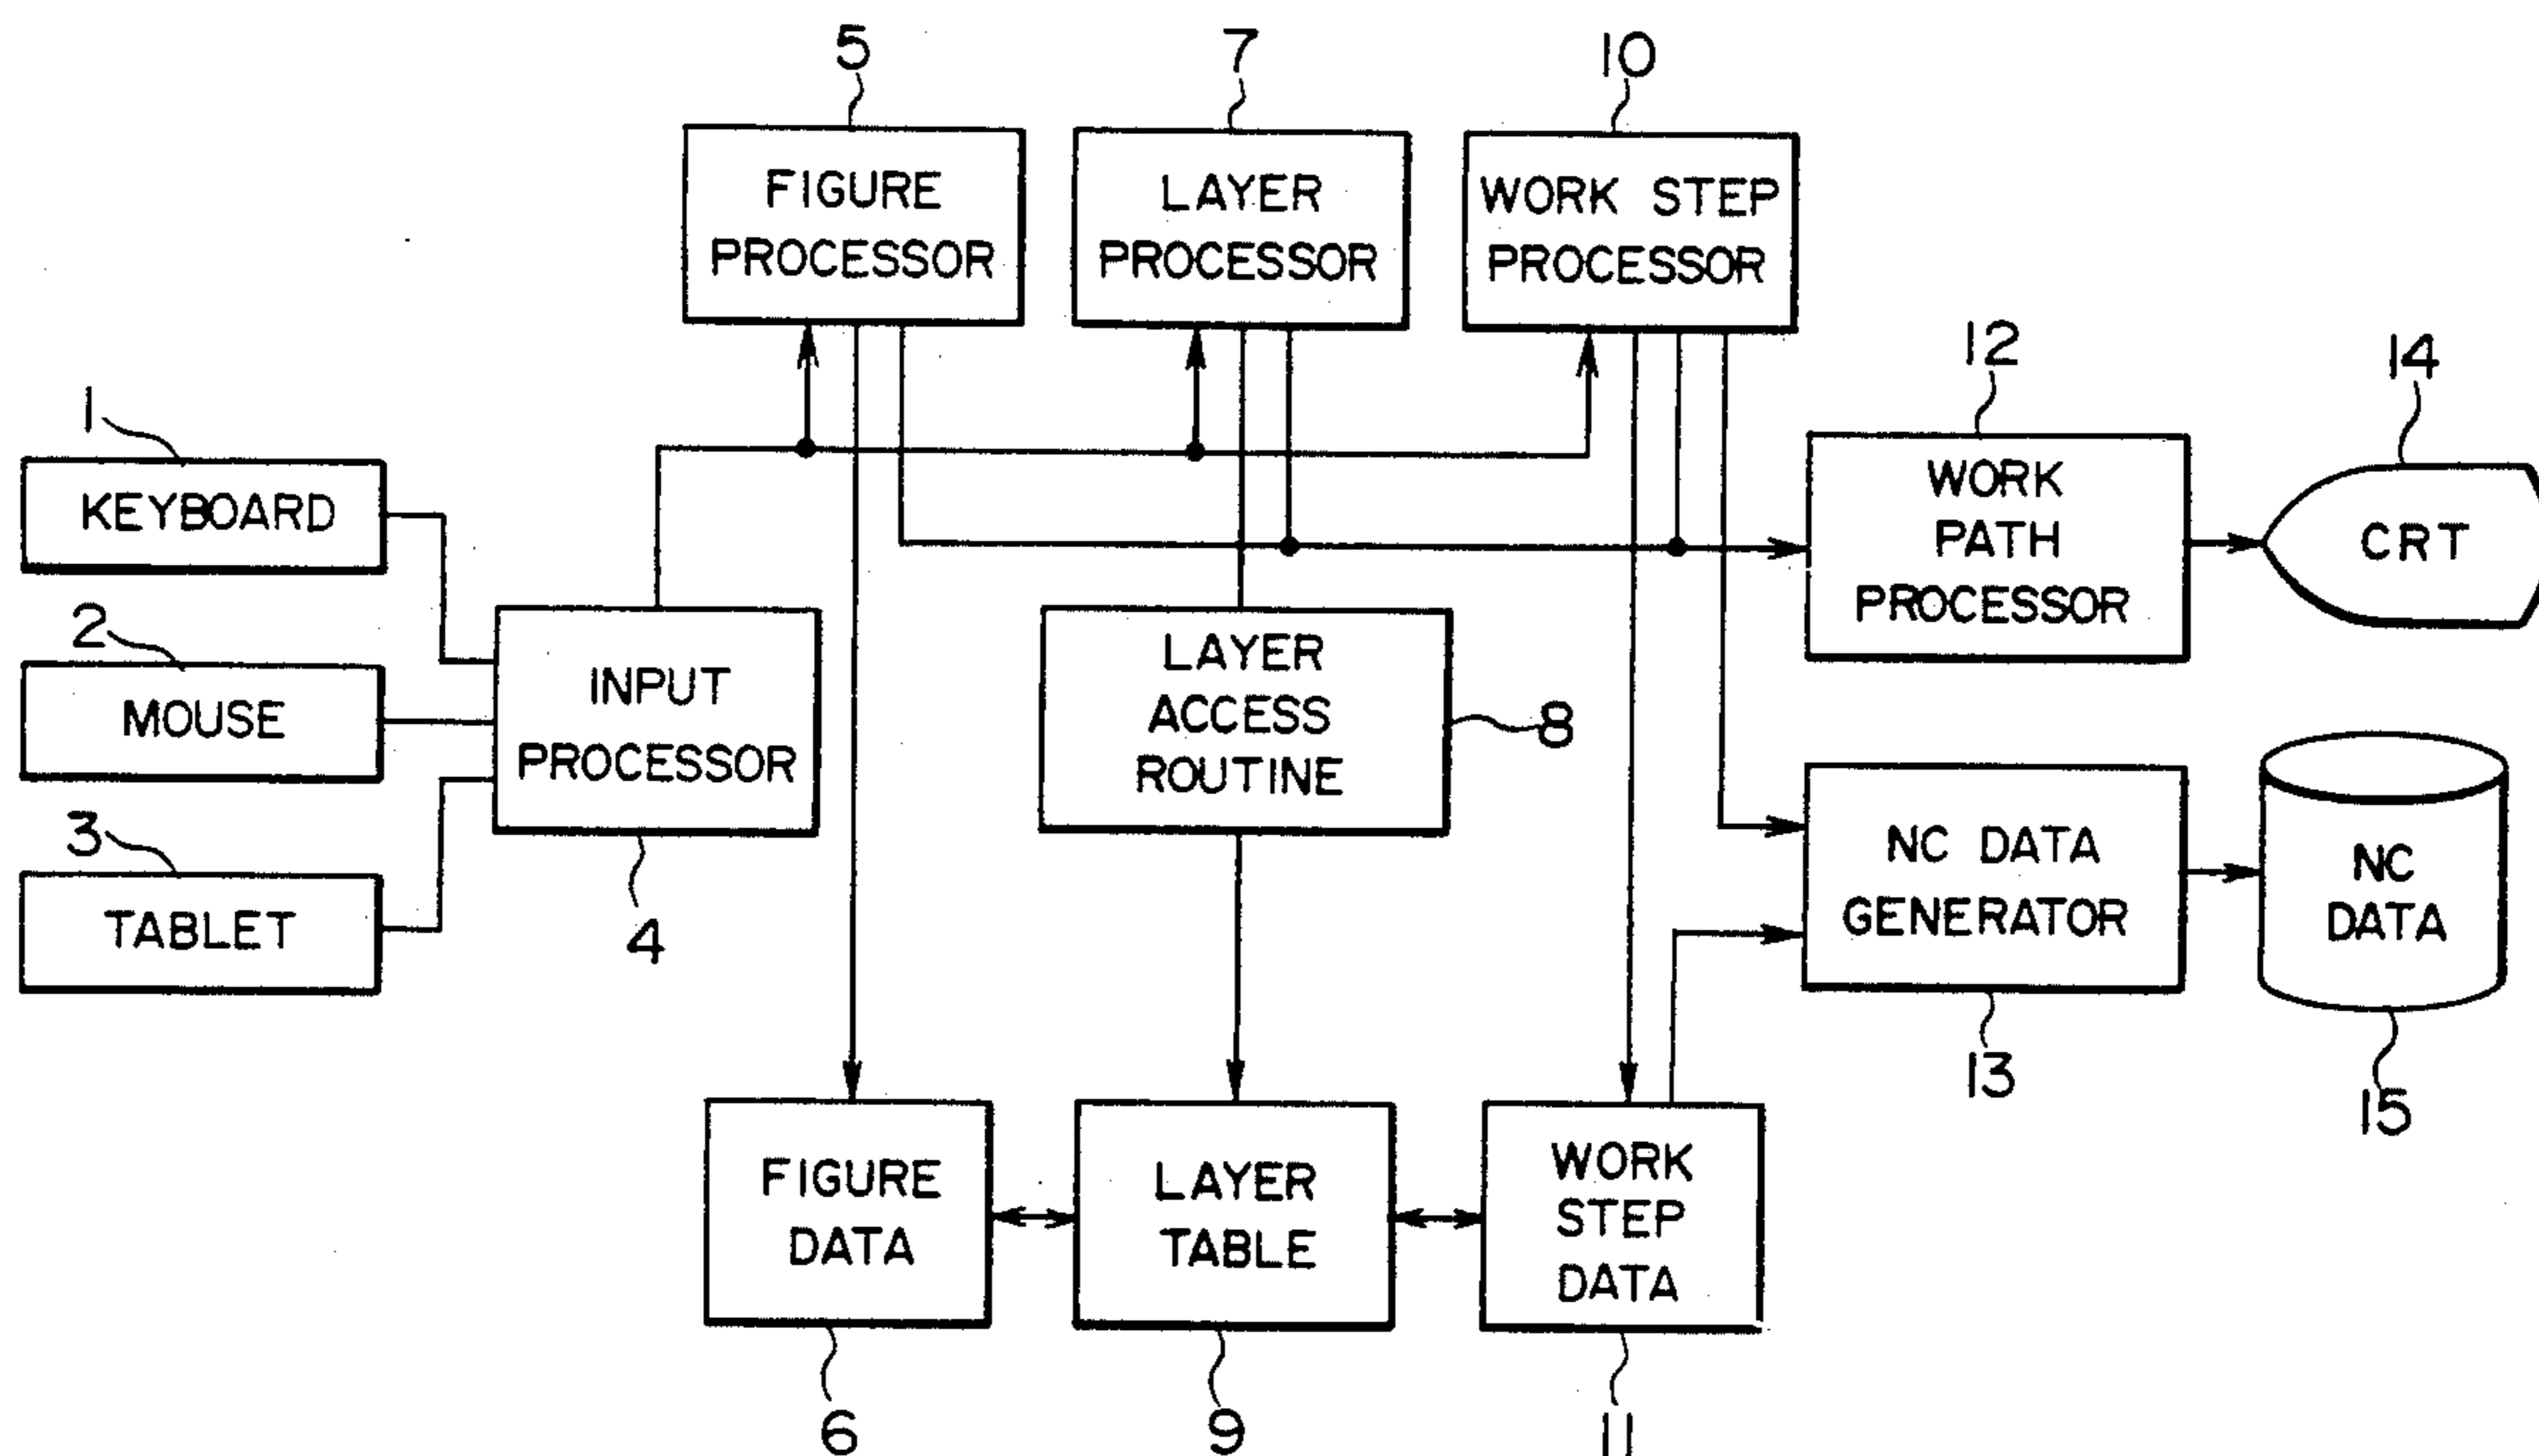 5
7
10
FIGURE
PROCESSOR
LAYER
PROCESSOR
WORK STEP
PROCESSOR
12
14
1
KEYBOARD
WORK
PATH
PROCESSOR
CRT
2
MOUSE
INPUT
PROCESSOR
LAYER
ACCESS
ROUTINE
8
3
TABLET
4
NC DATA
GENERATOR
NC
DATA
13
15
FIGURE
DATA
LAYER
TABLE
WORK
STEP
DATA
6
9
11